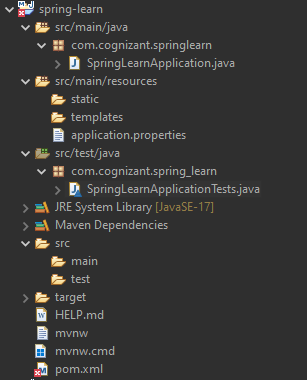 spring-learn
src/main/java
com.cognizant.springlearn
SpringLearnApplication.java
src/main/resources
static
templates
application.properties
src/test/java
com.cognizant.spring_learn
SpringLearnApplicationTests.java
JRE System Library [JavaSE-17]
Maven Dependencies
src
main
test
target
HELP.md
mvnw
mvnw.cmd
pom.xml